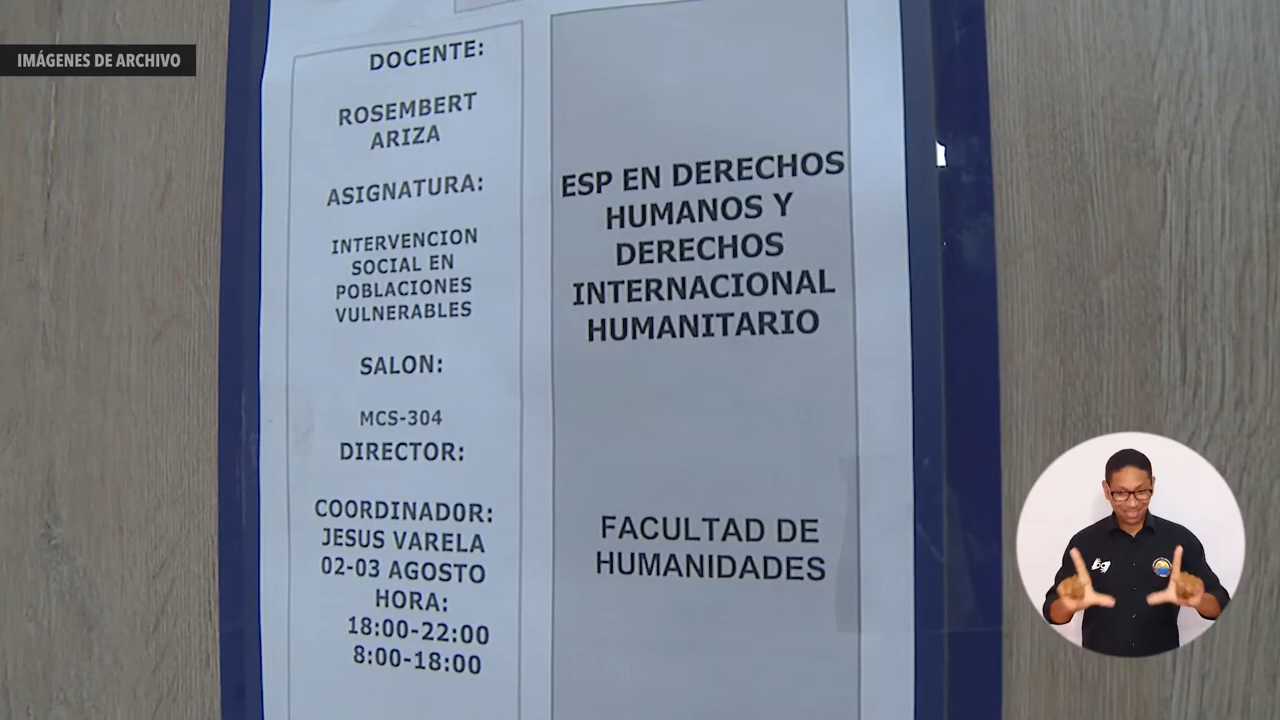 IMÁGENES DE ARCHIVO
DOCENTE:
ROSEMBERT
ARIZA
ASIGNATURA:
INTERVENCION
SOCIAL EN
POBLACIONES
VULNERABLES
SALON:
MCS-304
DIRECTOR:
COORDINADOR:
JESUS VARELA
02-03 AGOSTO
HORA:
18:00-22:00
8:00-18:00
ESP EN DERECHOS
HUMANOS Y
DERECHOS
INTERNACIONAL
HUMANITARIO
FACULTAD DE
HUMANIDADES